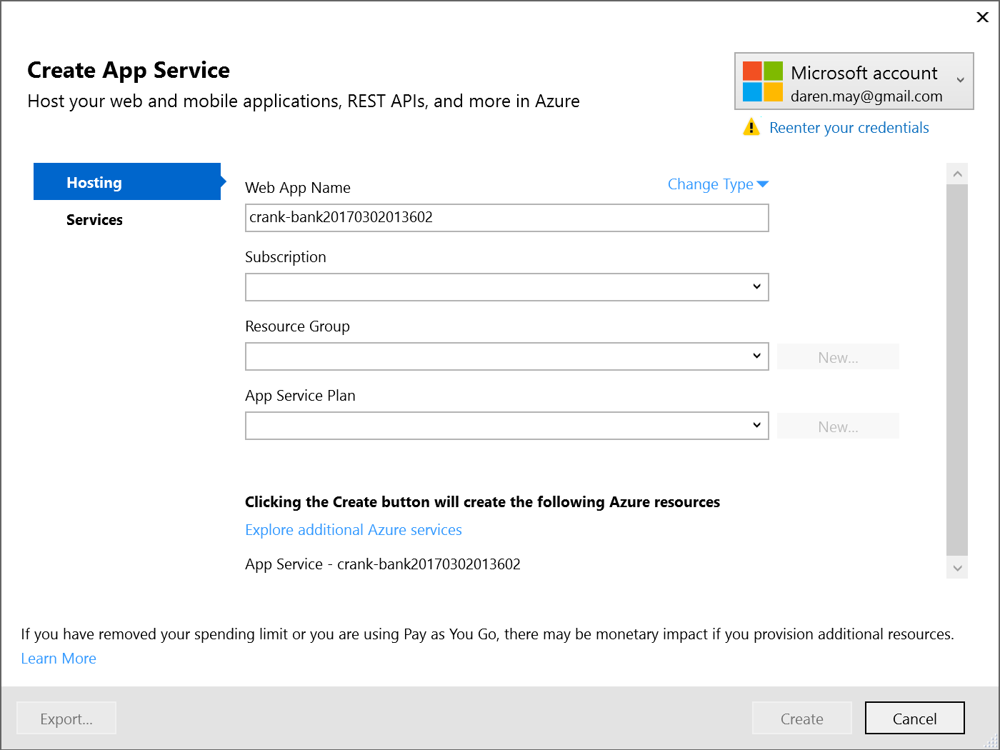 Create App Service
Host your web and mobile applications, REST APIs, and more in Azure
Microsoft account
daren.may@gmail.com
Reenter your credentials
Hosting
Services
Web App Name
Change Type
crank-bank20170302013602
Subscription
Resource Group
New...
App Service Plan
New...
Clicking the Create button will create the following Azure resources
Explore additional Azure services
App Service - crank-bank20170302013602
If you have removed your spending limit or you are using Pay as You Go, there may be monetary impact if you provision additional resources.
Learn More
Export...
Create
Cancel